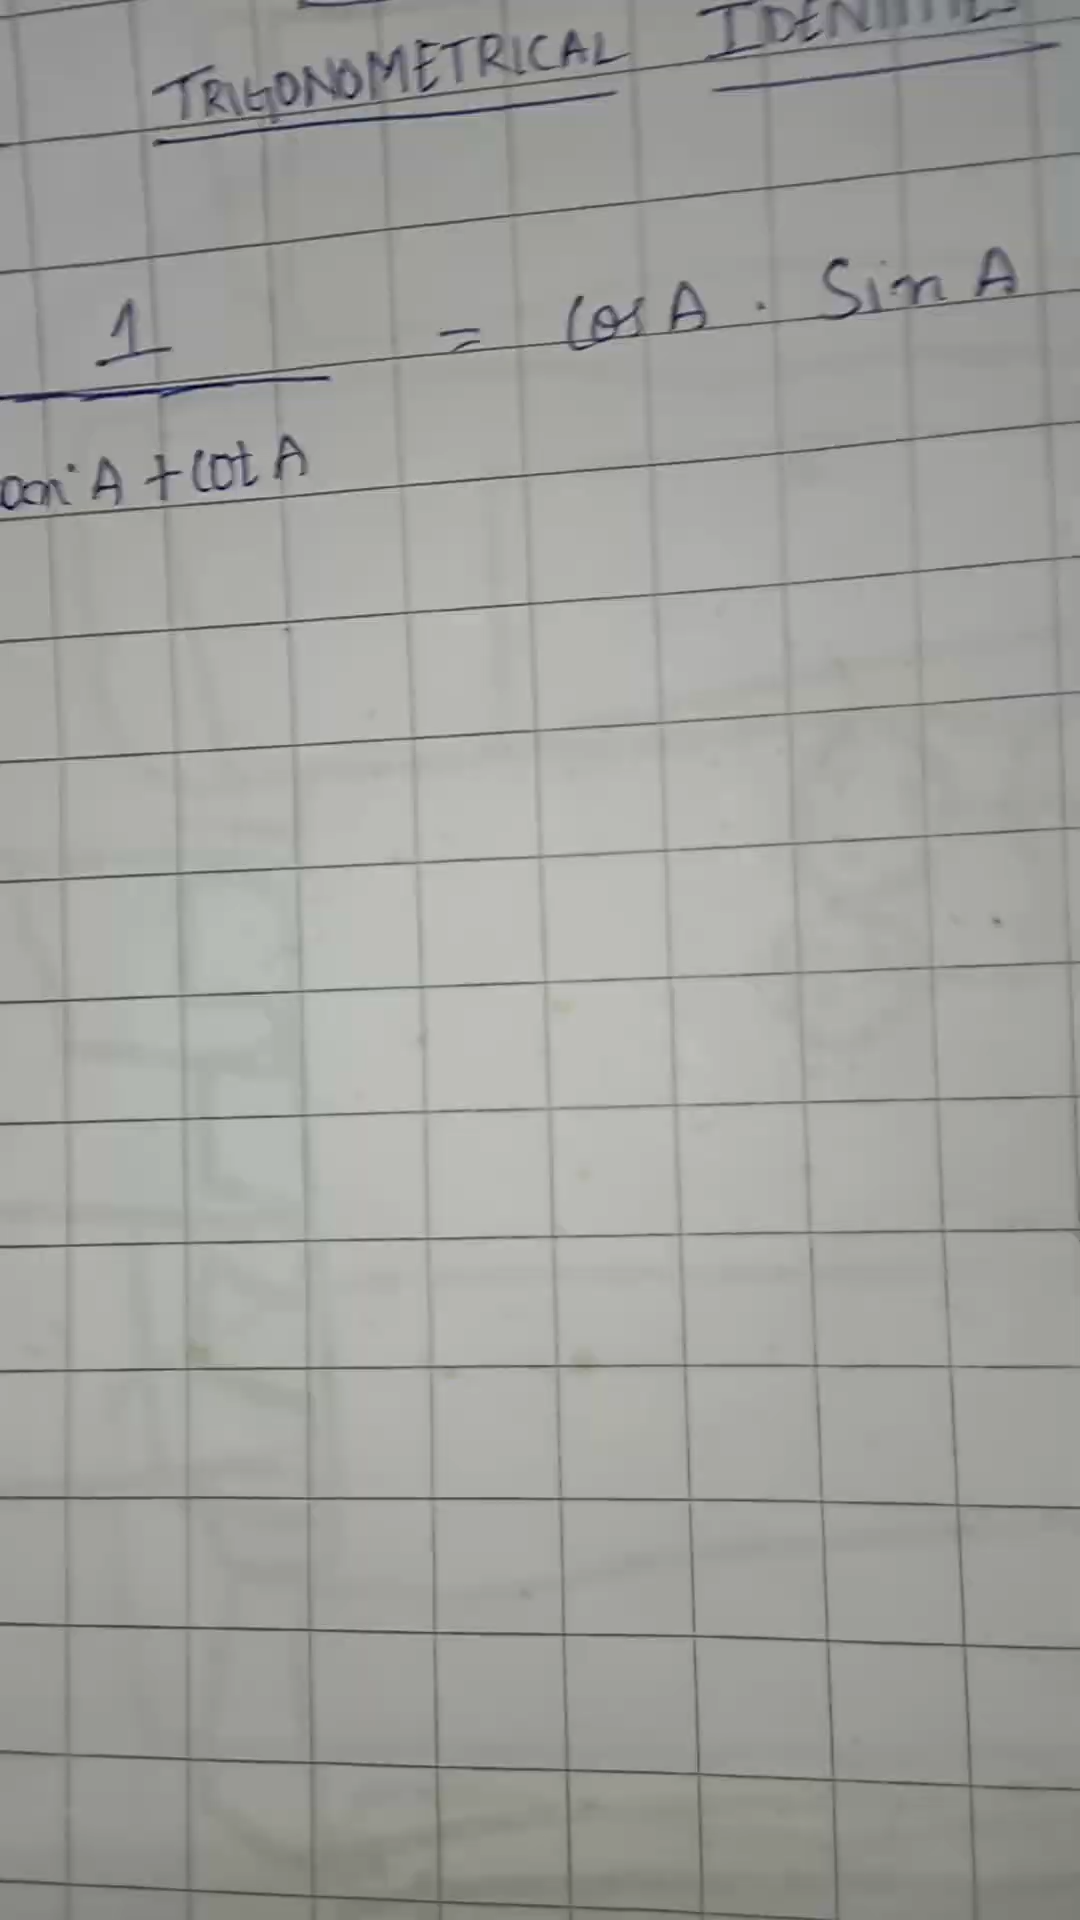 TRIGONOMETRICAL
1 = cos A . Sin A
A + cot A